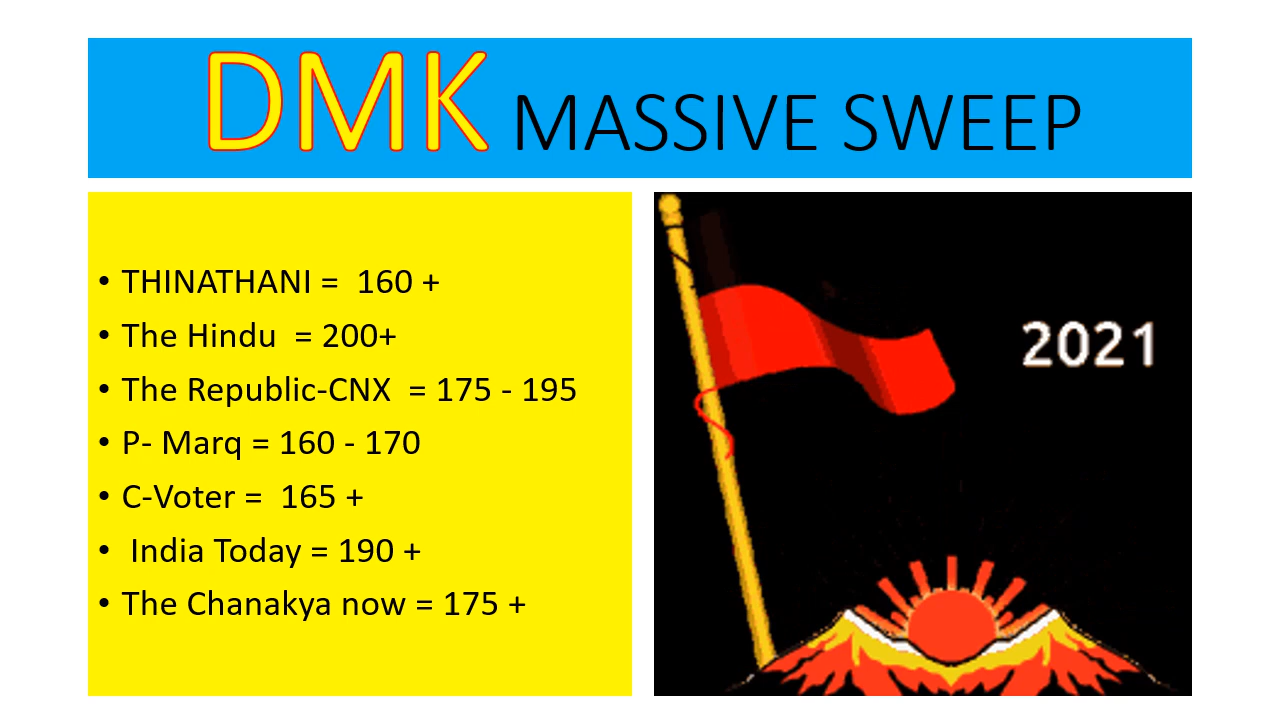 DMK MASSIVE SWEEP
• THINATHANI =  160 +
• The Hindu  = 200+
• The Republic-CNX  = 175 - 195
• P- Marq = 160 - 170
• C-Voter =  165 +
•  India Today = 190 +
• The Chanakya now = 175 +
2021